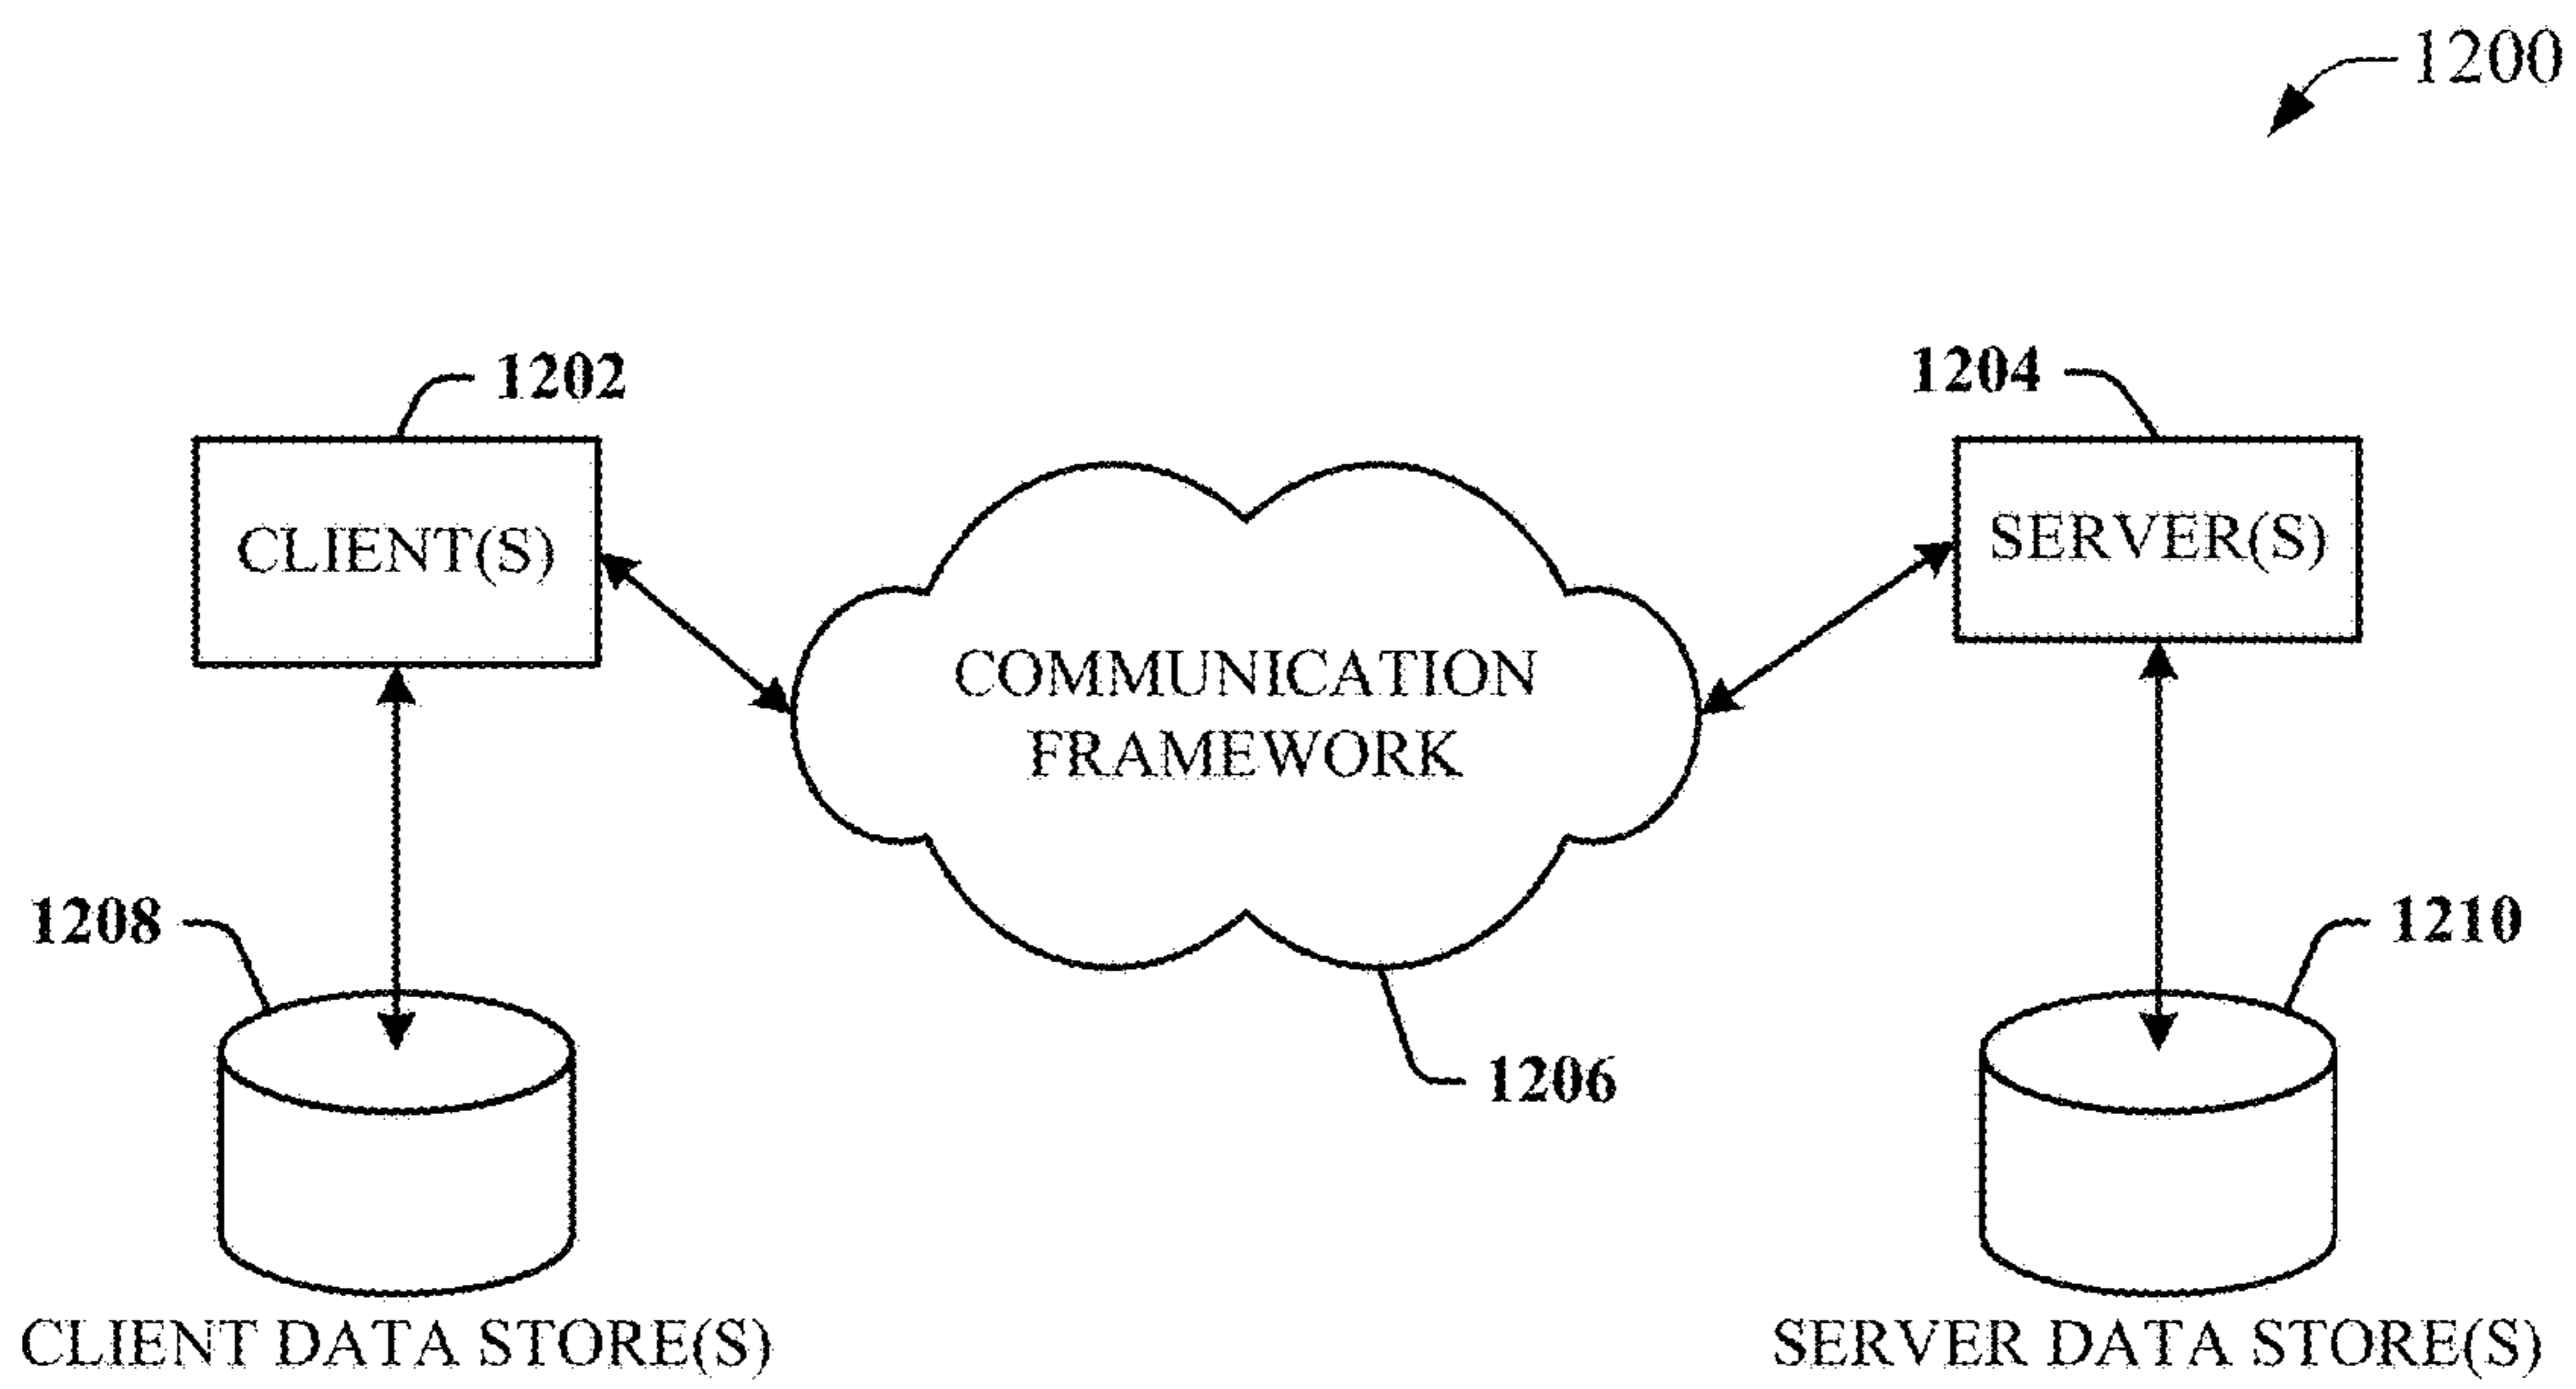 1200
1202
1204
CLIENT(S)
SERVER(S)
COMMUNICATION
FRAMEWORK
1208
1210
1206
CLIENT DATA STORE(S)
SERVER DATA STORE(S)